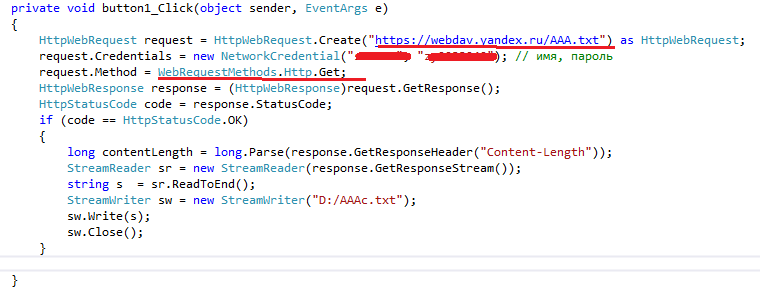 private void button1_Click(object sender, EventArgs e)
{
HttpWebRequest request = HttpWebRequest.Create("https://webdav.yandex.ru/AAA.txt") as HttpWebRequest;
request.Credentials = new NetworkCredential(" "); // имя, пароль
request.Method = WebRequestMethods.Http.Get;
HttpWebResponse response = (HttpWebResponse)request.GetResponse();
HttpStatusCode code = response.StatusCode;
if (code == HttpStatusCode.OK)
{
long contentLength = long.Parse(response.GetResponseHeader("Content-Length"));
StreamReader sr = new StreamReader(response.GetResponseStream());
string s  = sr.ReadToEnd();
StreamWriter sw = new StreamWriter("D:/AAAc.txt");
sw.Write(s);
sw.Close();
}
}